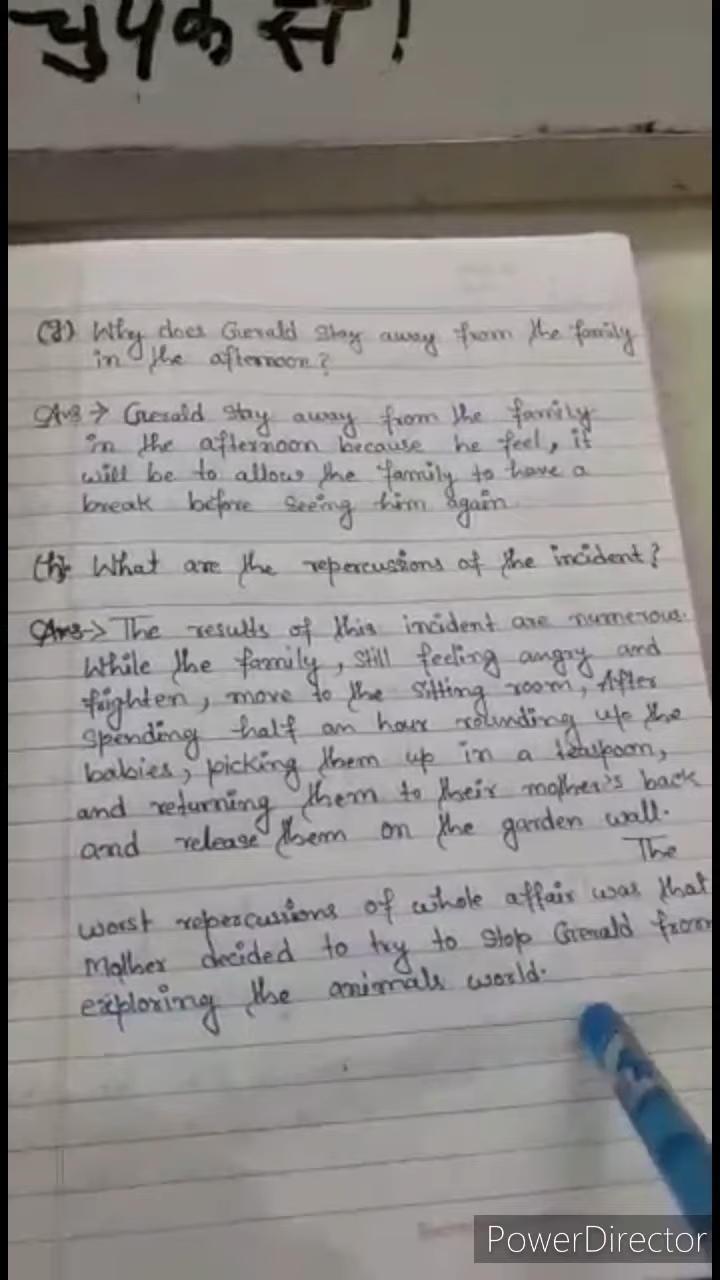 चुपके से !
(g) Why does Gerald stay away from the family
in the afternoon?
Ans → Gerald stay away from the family
in the afternoon because he feel, it
will be to allow the family to have a
break before seeing him again
(h) What are the repercussions of the incident?
Ans → The results of this incident are numerous.
While the family, still feeling angry and
frighten, move to the sitting room, After
spending half an hour rounding up the
babies, picking them up in a teaspoon,
and returning them to their mother's back
and release them on the garden wall.
The
worst repercussions of whole affair was that
Mother decided to try to stop Gerald from
exploring the animals world.
PowerDirector